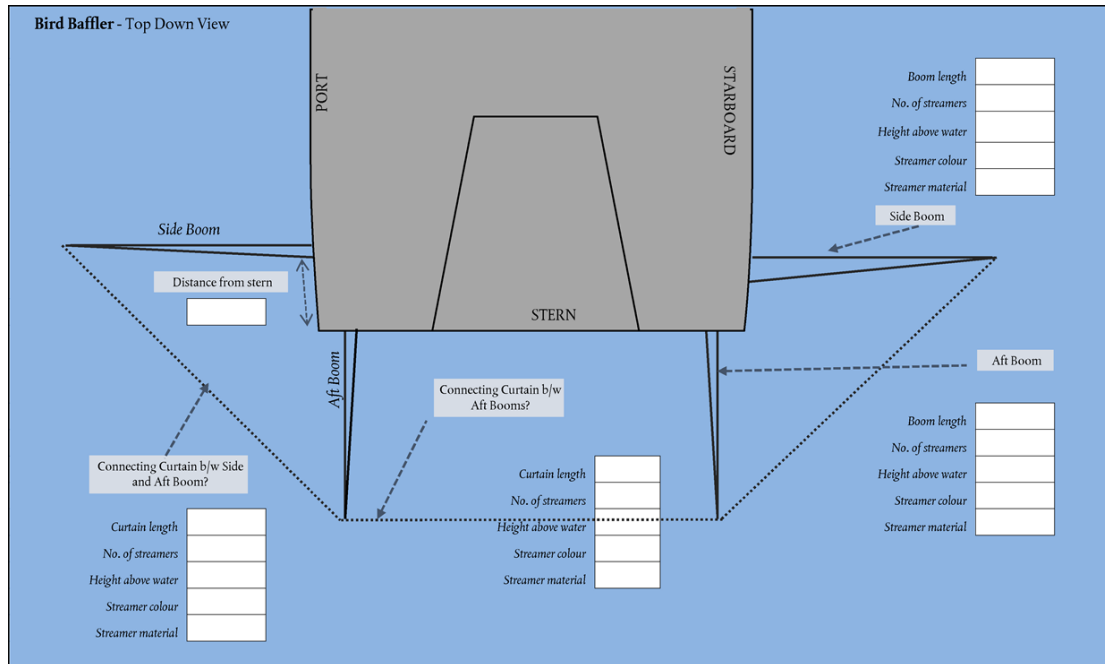 Bird Baffler - Top Down View
PORT
STARBOARD
Boom length
No. of streamers
Height above water
Streamer colour
Streamer material
Side Boom
Side Boom
Distance from stern
STERN
Aft Boom
Aft Boom
Connecting Curtain b/w
Aft Booms?
Boom length
No. of streamers
Height above water
Streamer colour
Streamer material
Connecting Curtain b/w Side
and Aft Boom?
Curtain length
No. of streamers
Height above water
Streamer colour
Streamer material
Curtain length
No. of streamers
Height above water
Streamer colour
Streamer material